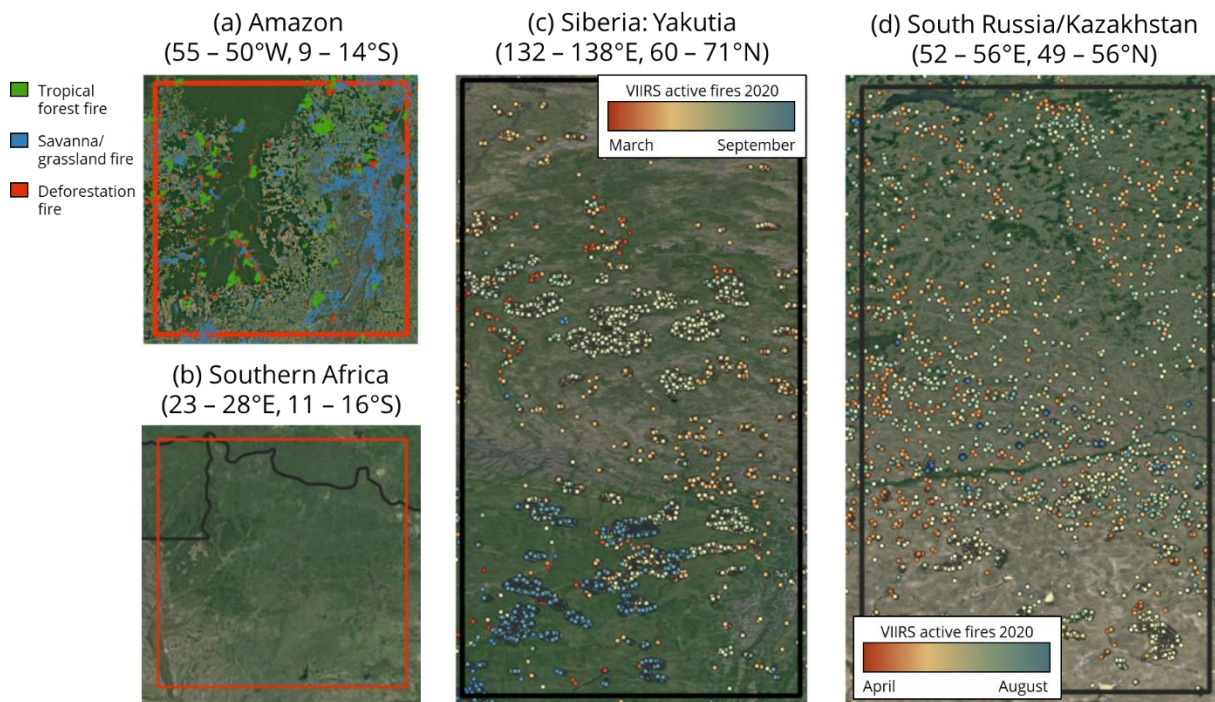 (a) Amazon
(55 – 50°W, 9 – 14°S)
Tropical
forest fire
Savanna/
grassland fire
Deforestation
fire
(b) Southern Africa
(23 – 28°E, 11 – 16°S)
(c) Siberia: Yakutia
(132 – 138°E, 60 – 71°N)
VIIRS active fires 2020
March September
(d) South Russia/Kazakhstan
(52 – 56°E, 49 – 56°N)
VIIRS active fires 2020
April August